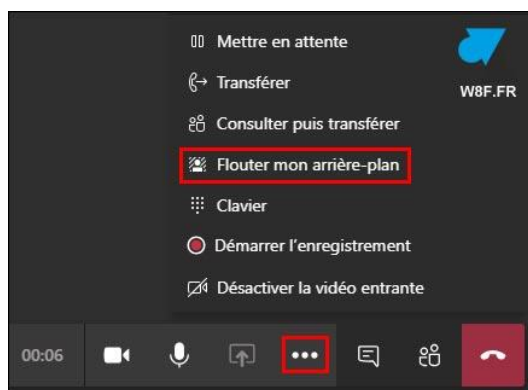 Mettre en attente
Transférer
W8F.FR
Consulter puis transférer
Flouter mon arrière-plan
Clavier
Démarrer l'enregistrement
Désactiver la vidéo entrante
00:06